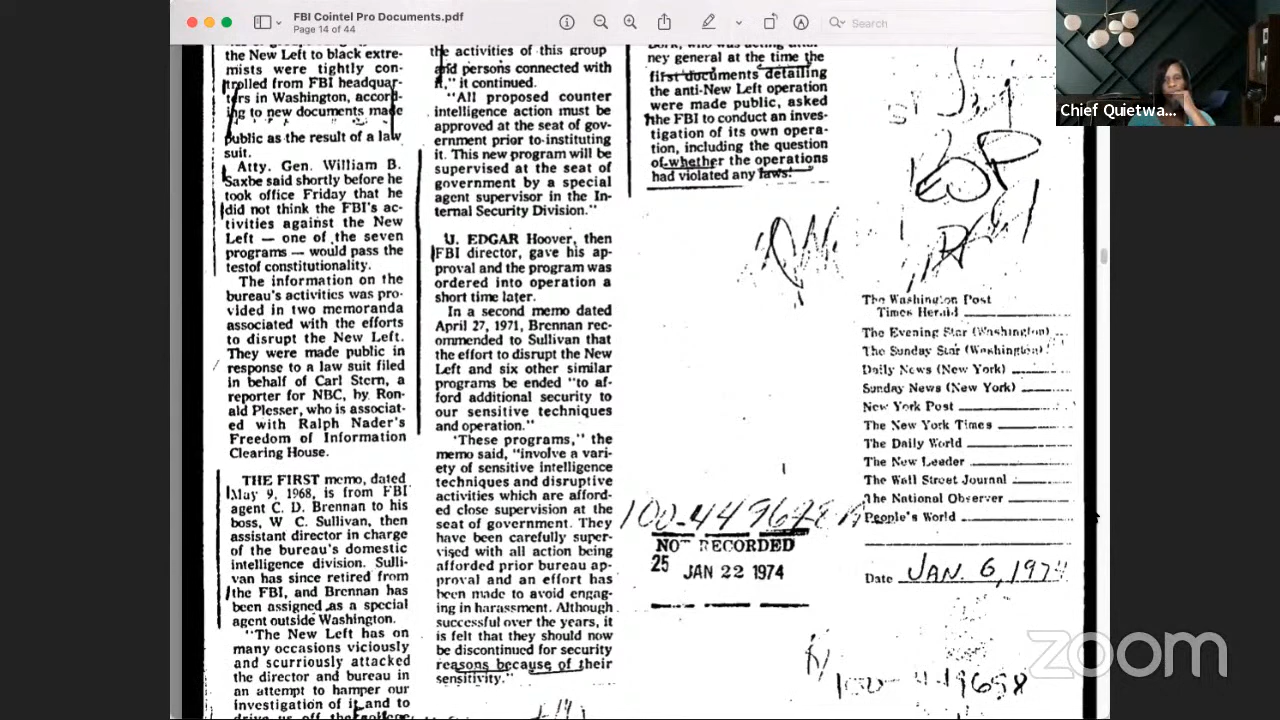 FBI Cointel Pro Documents.pdf
Page 14 of 44
Search
Chief Quietwa...
the New Left to black extre-
mists were tightly con-
trolled from FBI headquar-
ters in Washington, accord-
ing to new documents made
public as the result of a law
suit.
Atty. Gen. William B.
Saxbe said shortly before he
took office Friday that he
did not think the FBI's ac-
tivities against the New
Left — one of the seven
programs — would pass the
testof constitutionality.
The information on the
bureau's activities was pro-
vided in two memoranda
associated with the efforts
to disrupt the New Left.
They were made public in
response to a law suit filed
in behalf of Carl Stern, a
reporter for NBC, by Ron-
ald Plesser, who is associat-
ed with Ralph Nader's
Freedom of Information
Clearing House.
THE FIRST memo, dated
May 9, 1968, is from FBI
agent C. D. Brennan to his
boss, W C. Sullivan, then
assistant director in charge
of the bureau's domestic
intelligence division. Sulli-
van has since retired from
the FBI, and Brennan has
been assigned as a special
agent outside Washington.
"The New Left has on
many occasions viciously
and scurriously attacked
the director and bureau in
an attempt to hamper our
investigation of it and to
drive us off the college
the activities of this group
and persons connected with
it," it continued.
"All proposed counter
intelligence action must be
approved at the seat of gov-
ernment prior to instituting
it. This new program will be
supervised at the seat of
government by a special
agent supervisor in the In-
ternal Security Division."
J. EDGAR Hoover, then
FBI director, gave his ap-
proval and the program was
ordered into operation a
short time later.
In a second memo dated
April 27, 1971, Brennan rec-
ommended to Sullivan that
the effort to disrupt the New
Left and six other similar
programs be ended "to af-
ford additional security to
our sensitive techniques
and operation."
"These programs," the
memo said, "involve a vari-
ety of sensitive intelligence
techniques and disruptive
activities which are afford-
ed close supervision at the
seat of government. They
have been carefully super-
vised with all action being
afforded prior bureau ap-
proval and an effort has
been made to avoid engag-
ing in harassment. Although
successful over the years, it
is felt that they should now
be discontinued for security
reasons because of their
sensitivity."
Bork, who was acting attor-
ney general at the time the
first documents detailing
the anti-New Left operation
were made public, asked
the FBI to conduct an inves-
tigation of its own opera-
tion, including the question
of whether the operations
had violated any laws.
NOT RECORDED
25 JAN 22 1974
The Washington Post
Times Herald
The Evening Star (Washington)
The Sunday Star (Washington)
Daily News (New York)
Sunday News (New York)
New York Post
The New York Times
The Daily World
The New Leader
The Wall Street Journal
The National Observer
People's World
Date JAN. 6, 1974
zoom